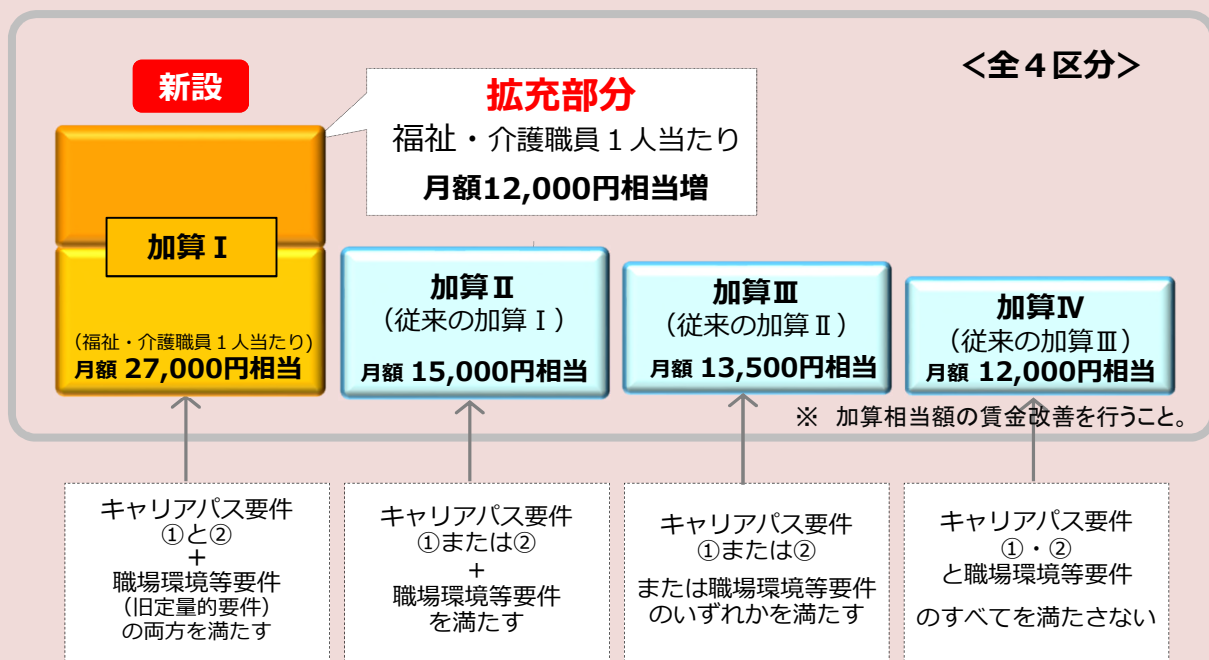 <全４区分>
新設
拡充部分
福祉・介護職員１人当たり
月額12,000円相当増
加算Ⅰ
(福祉・介護職員１人当たり)
月額 27,000円相当
加算Ⅱ
（従来の加算Ⅰ）
月額 15,000円相当
加算Ⅲ
（従来の加算Ⅱ）
月額 13,500円相当
加算Ⅳ
（従来の加算Ⅲ）
月額 12,000円相当
※　加算相当額の賃金改善を行うこと。
キャリアパス要件
①と②
＋
職場環境等要件
（旧定量的要件）
の両方を満たす
キャリアパス要件
①または②
＋
職場環境等要件
を満たす
キャリアパス要件
①または②
または職場環境等要件
のいずれかを満たす
キャリアパス要件
①・②
と職場環境等要件
のすべてを満たさない